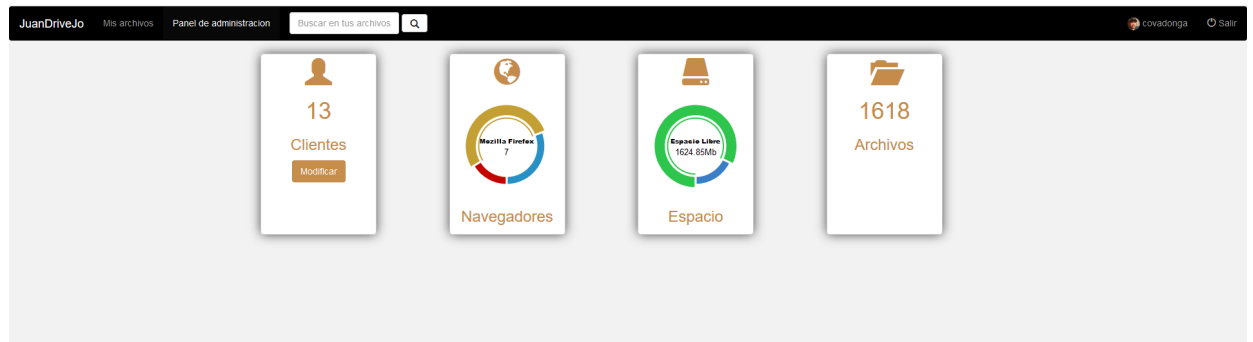 JuanDriveJo Mis archivos Panel de administracion Buscar en tus archivos covadonga Salir
13
Clientes
Modificar
Mozilla Firefox
7
Navegadores
Espacio Libre
1624.85Mb
Espacio
1618
Archivos